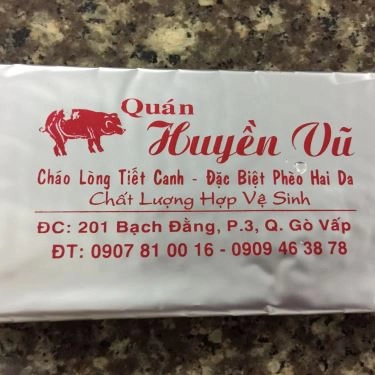 Quán
Huyền Vũ
Cháo Lòng Tiết Canh - Đặc Biệt Phèo Hai Da
Chất Lượng Hợp Vệ Sinh
ĐC: 201 Bạch Đằng, P.3, Q. Gò Vấp
ĐT: 0907 81 00 16 - 0909 46 38 78